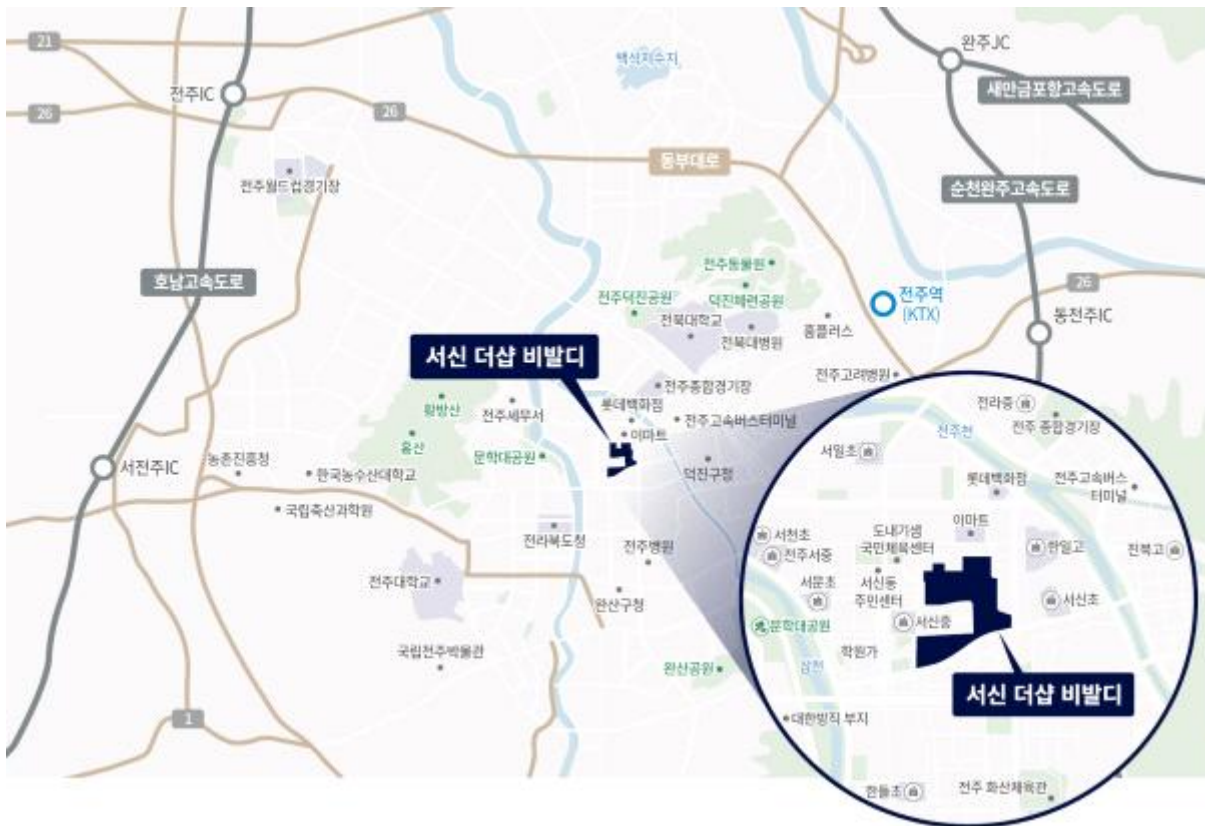 21
백석저수지
완주JC
새만금포항고속도로
전주IC
26
26
동부대로
전주월드컵경기장
순천완주고속도로
호남고속도로
전주동물원
덕진체련공원
전주덕진공원
26
전주역
(KTX)
동전주IC
전북대학교
전북대병원
홈플러스
서신 더샵 비발디
전주고려병원
전주종합경기장
황방산
전주세무서
롯데백화점
전주고속버스터미널
이마트
홍산
문학대공원
덕진구청
서전주IC
농촌진흥청
한국농수산대학교
국립축산과학원
전라북도청
전주병원
전주대학교
완산구청
국립전주박물관
완산공원
1
전라중
전주 종합경기장
전주천
서일초
롯데백화점
전주고속버스
터미널
이마트
서천초
전주서중
도내기샘
국민체육센터
한일고
전북고
서문초
서신동
주민센터
서신초
문학대공원
서신중
학원가
삼천
서신 더샵 비발디
대한방직 부지
한들초
전주 화산체육관